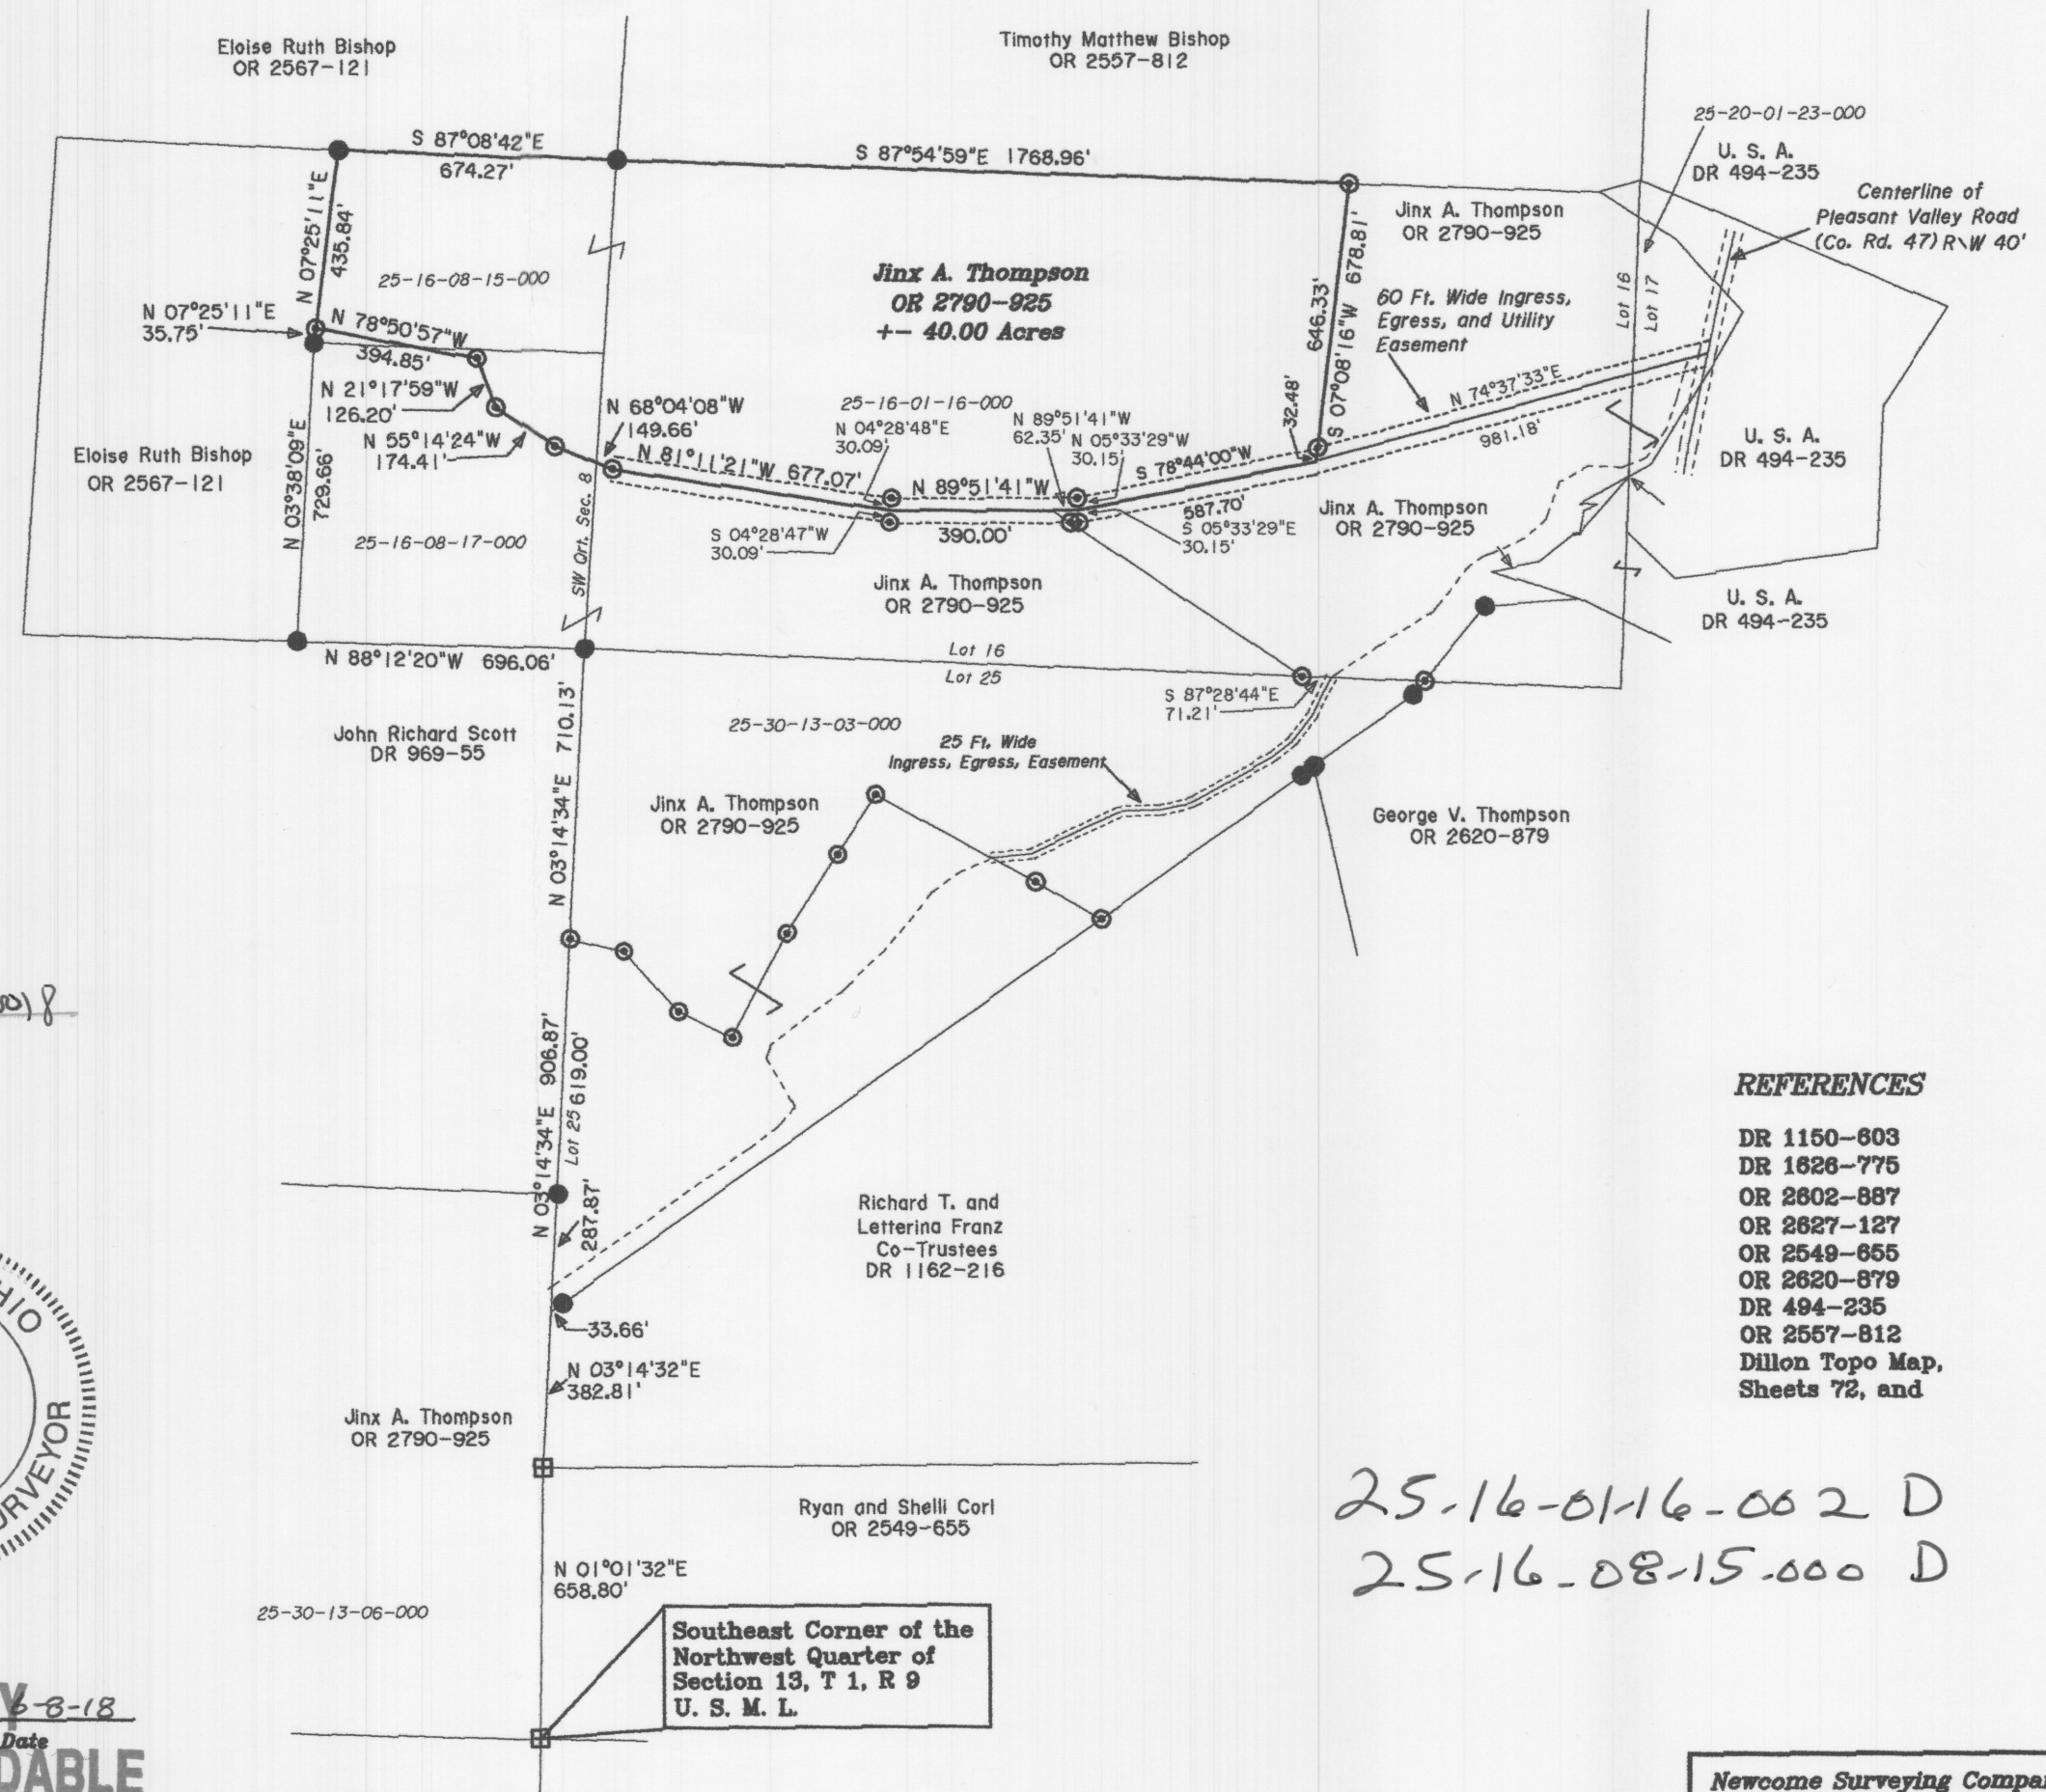 Eloise Ruth Bishop
OR 2567-121
Timothy Matthew Bishop
OR 2557-812
25-20-01-23-000
U. S. A.
DR 494-235
Centerline of
Pleasant Valley Road
(Co. Rd. 47) R\W 40'
S 87°08'42"E
674.27'
S 87°54'59"E 1768.96'
N 07°25'11"E
435.84'
Jinx A. Thompson
OR 2790-925
25-16-08-15-000
Jinx A. Thompson
OR 2790-925
+- 40.00 Acres
S 07°08'16"W 678.81'
646.33'
32.48'
60 Ft. Wide Ingress,
Egress, and Utility
Easement
Lot 16
Lot 17
N 07°25'11"E
35.75'
N 78°50'57"W
394.85'
N 21°17'59"W
126.20'
N 55°14'24"W
174.41'
N 68°04'08"W
149.66'
25-16-01-16-000
N 04°28'48"E
30.09'
N 89°51'41"W
62.35'
N 05°33'29"W
30.15'
N 74°37'33"E
981.18'
Eloise Ruth Bishop
OR 2567-121
N 03°38'09"E
729.66'
N 81°11'21"W 677.07'
N 89°51'41"W
390.00'
S 78°44'00"W
587.70'
U. S. A.
DR 494-235
25-16-08-17-000
SW Qrt. Sec. 8
S 04°28'47"W
30.09'
S 05°33'29"E
30.15'
Jinx A. Thompson
OR 2790-925
Jinx A. Thompson
OR 2790-925
U. S. A.
DR 494-235
N 88°12'20"W 696.06'
Lot 16
Lot 25
S 87°28'44"E
71.21'
John Richard Scott
DR 969-55
N 03°14'34"E 710.13'
25-30-13-03-000
25 Ft. Wide
Ingress, Egress, Easement
Jinx A. Thompson
OR 2790-925
George V. Thompson
OR 2620-879
N 03°14'34"E 906.87'
Lot 25
619.00'
287.87'
33.66'
N 03°14'32"E
382.81'
Richard T. and
Letterina Franz
Co-Trustees
DR 1162-216
REFERENCES
DR 1150-603
DR 1626-775
OR 2602-887
OR 2627-127
OR 2549-655
OR 2620-879
DR 494-235
OR 2557-812
Dillon Topo Map,
Sheets 72, and
Jinx A. Thompson
OR 2790-925
Ryan and Shelli Corl
OR 2549-655
25-16-01-16-002 D
25-16-08-15-000 D
N 01°01'32"E
658.80'
25-30-13-06-000
Southeast Corner of the
Northwest Quarter of
Section 13, T 1, R 9
U. S. M. L.
6-8-18
Date
DABLE
Newcome Surveying